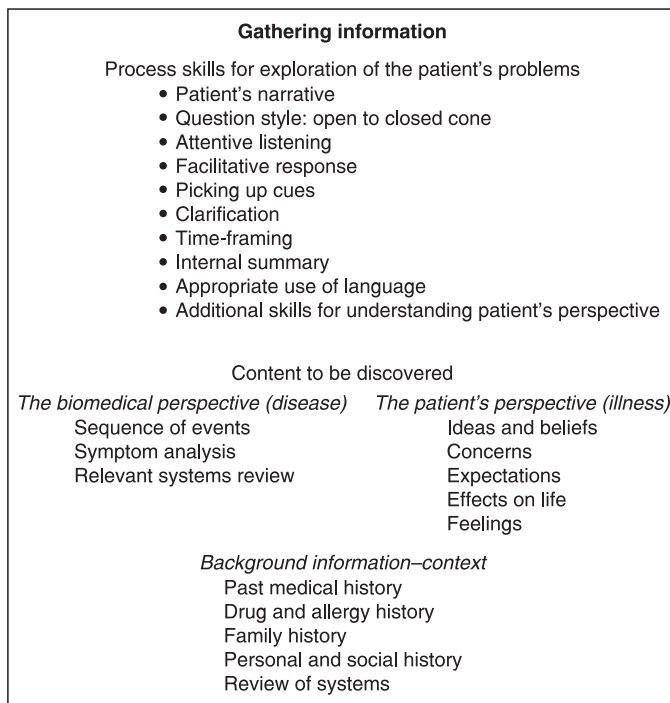 Gathering information
Process skills for exploration of the patient's problems
• Patient's narrative
• Question style: open to closed cone
• Attentive listening
• Facilitative response
• Picking up cues
• Clarification
• Time-framing
• Internal summary
• Appropriate use of language
• Additional skills for understanding patient's perspective
Content to be discovered
The biomedical perspective (disease)
Sequence of events
Symptom analysis
Relevant systems review
The patient's perspective (illness)
Ideas and beliefs
Concerns
Expectations
Effects on life
Feelings
Background information–context
Past medical history
Drug and allergy history
Family history
Personal and social history
Review of systems